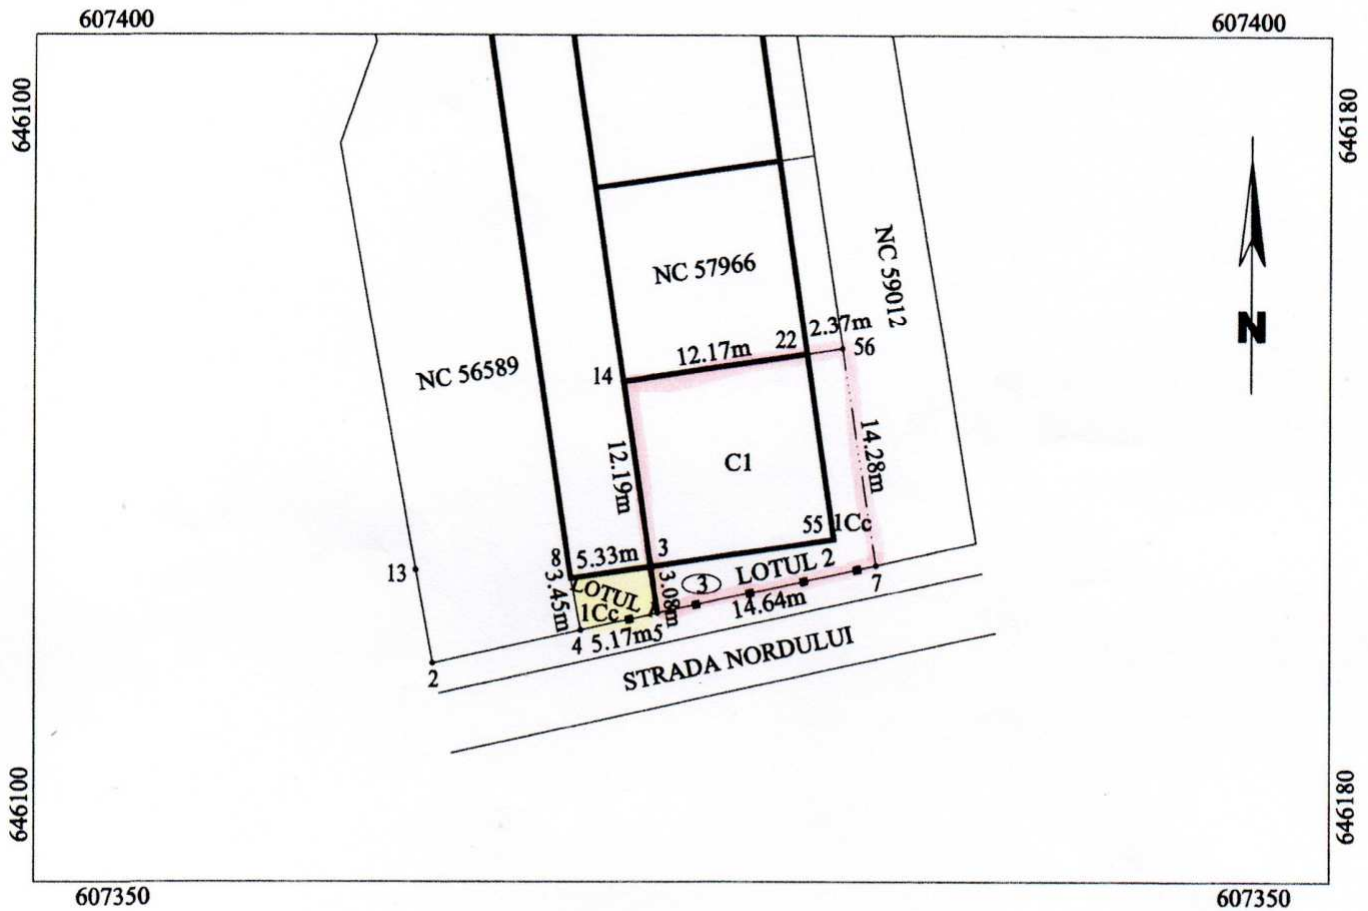 607400
607400
646100
646180
NC 59012
NC 57966
2.37m
22
56
12.17m
14
NC 56589
14.28m
12.19m
C1
55
1Cc
8
5.33m
3
13
3.45m
LOTUL
3.08m
3
LOTUL 2
1Cc
7
14.64m
4
5.17m
5
STRADA NORDULUI
2
646100
646180
607350
607350
N